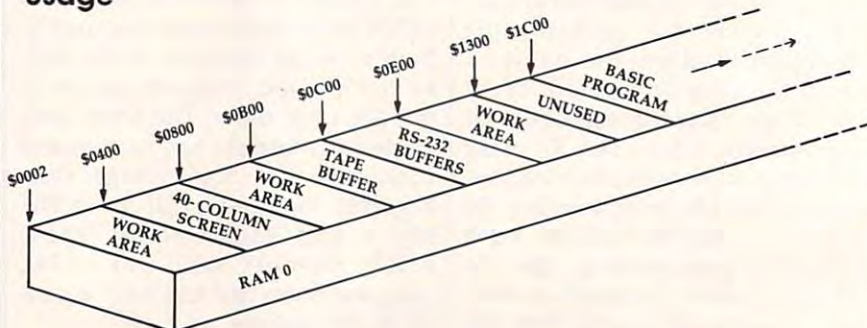 usage
$0002
$0400
$0800
$0B00
$0C00
$0E00
$1300
$1C00
WORK
AREA
40-COLUMN
SCREEN
WORK
AREA
TAPE
BUFFER
RS-232
BUFFERS
WORK
AREA
UNUSED
BASIC
PROGRAM
RAM 0